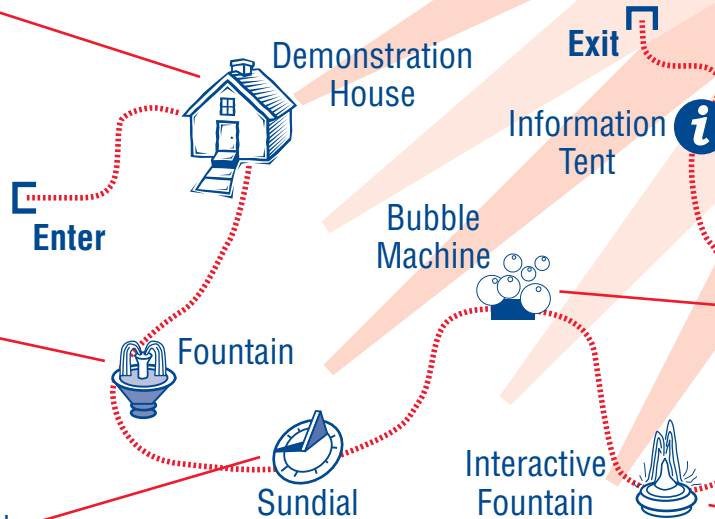 Demonstration
House
Exit
Information
Tent
i
Enter
Bubble
Machine
Fountain
Sundial
Interactive
Fountain